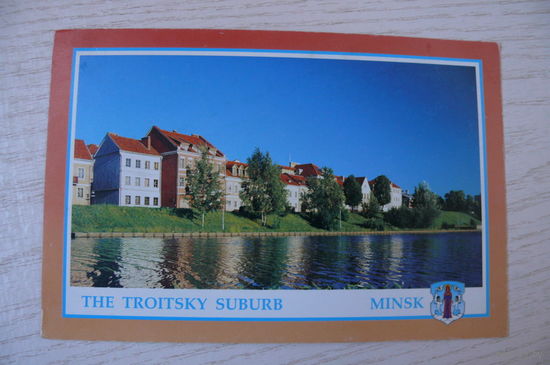 THE TROITSKY SUBURB MINSK